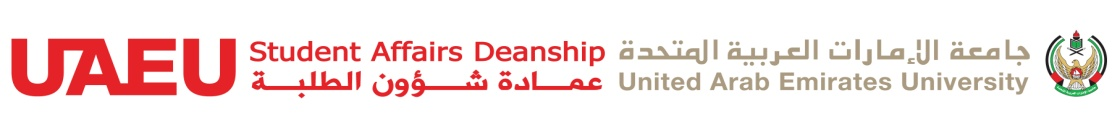 UAEU
Student Affairs Deanship
عمادة شؤون الطلبة
جامعة الإمارات العربية المتحدة
United Arab Emirates University